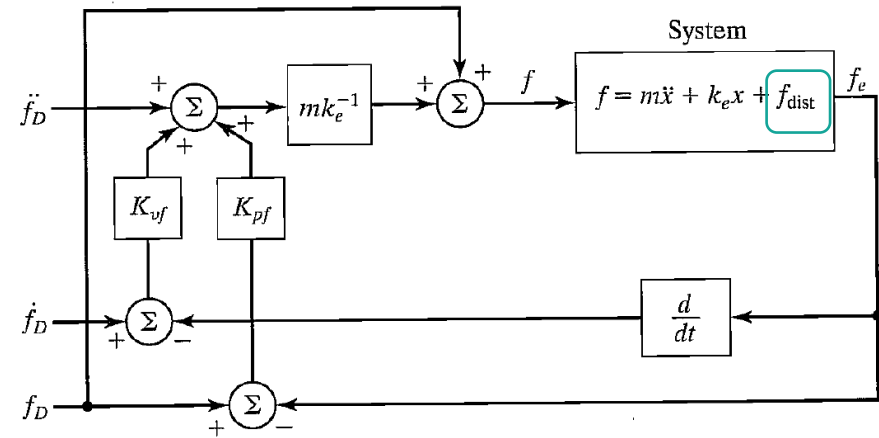 System
f̈_D
+
Σ
+
+
mk_e^{-1}
+
+
Σ
f
f = mẍ + k_e x + f_dist
f_e
K_vf
K_pf
ḟ_D
+
Σ
−
d
dt
f_D
+
Σ
−